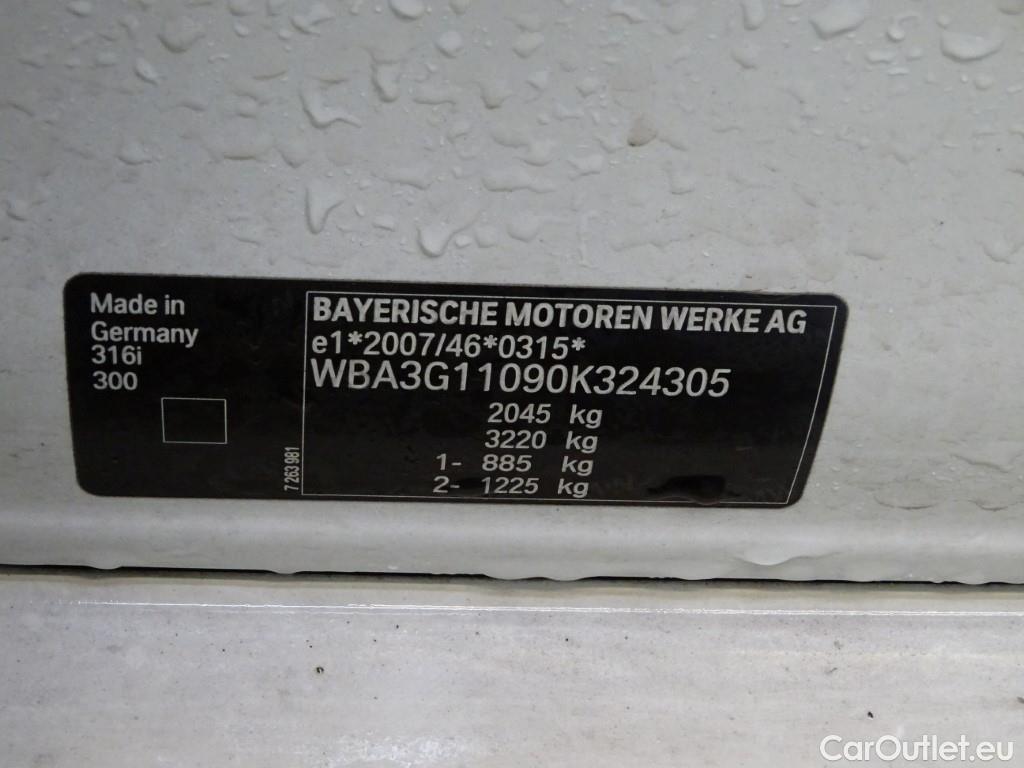 Made in
Germany
316i
300
7 263 981
BAYERISCHE MOTOREN WERKE AG
e1*2007/46*0315*
WBA3G11090K324305
2045 kg
3220 kg
1- 885 kg
2- 1225 kg
CarOutlet.eu